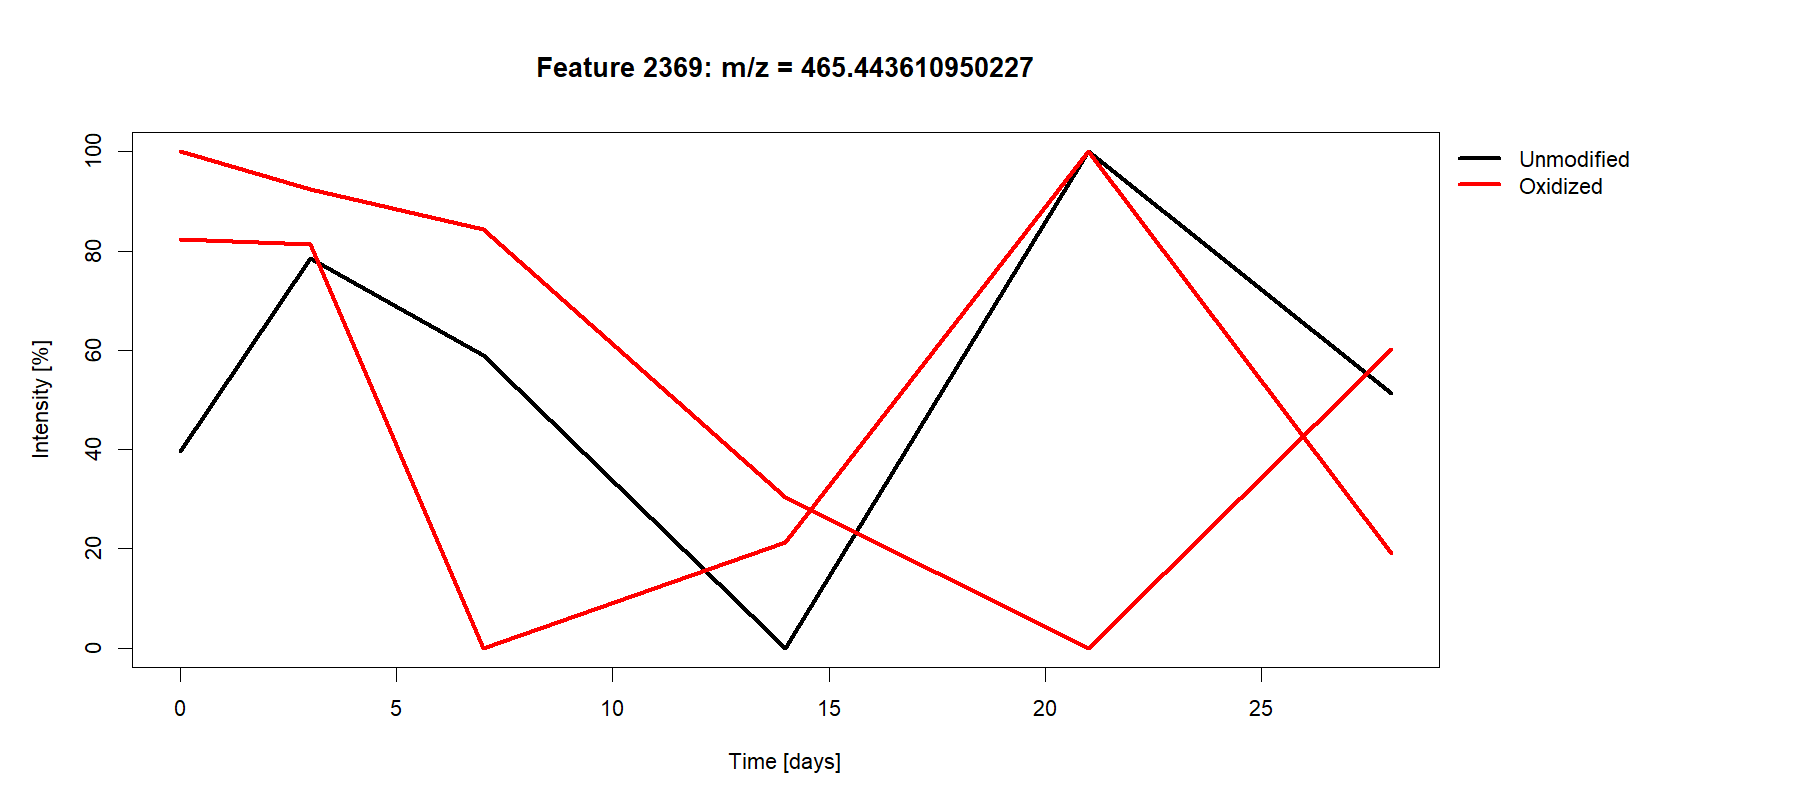 Feature 2369: m/z = 465.443610950227
Unmodified
Oxidized
Intensity [%]
100
80
60
40
20
0
0 5 10 15 20 25
Time [days]